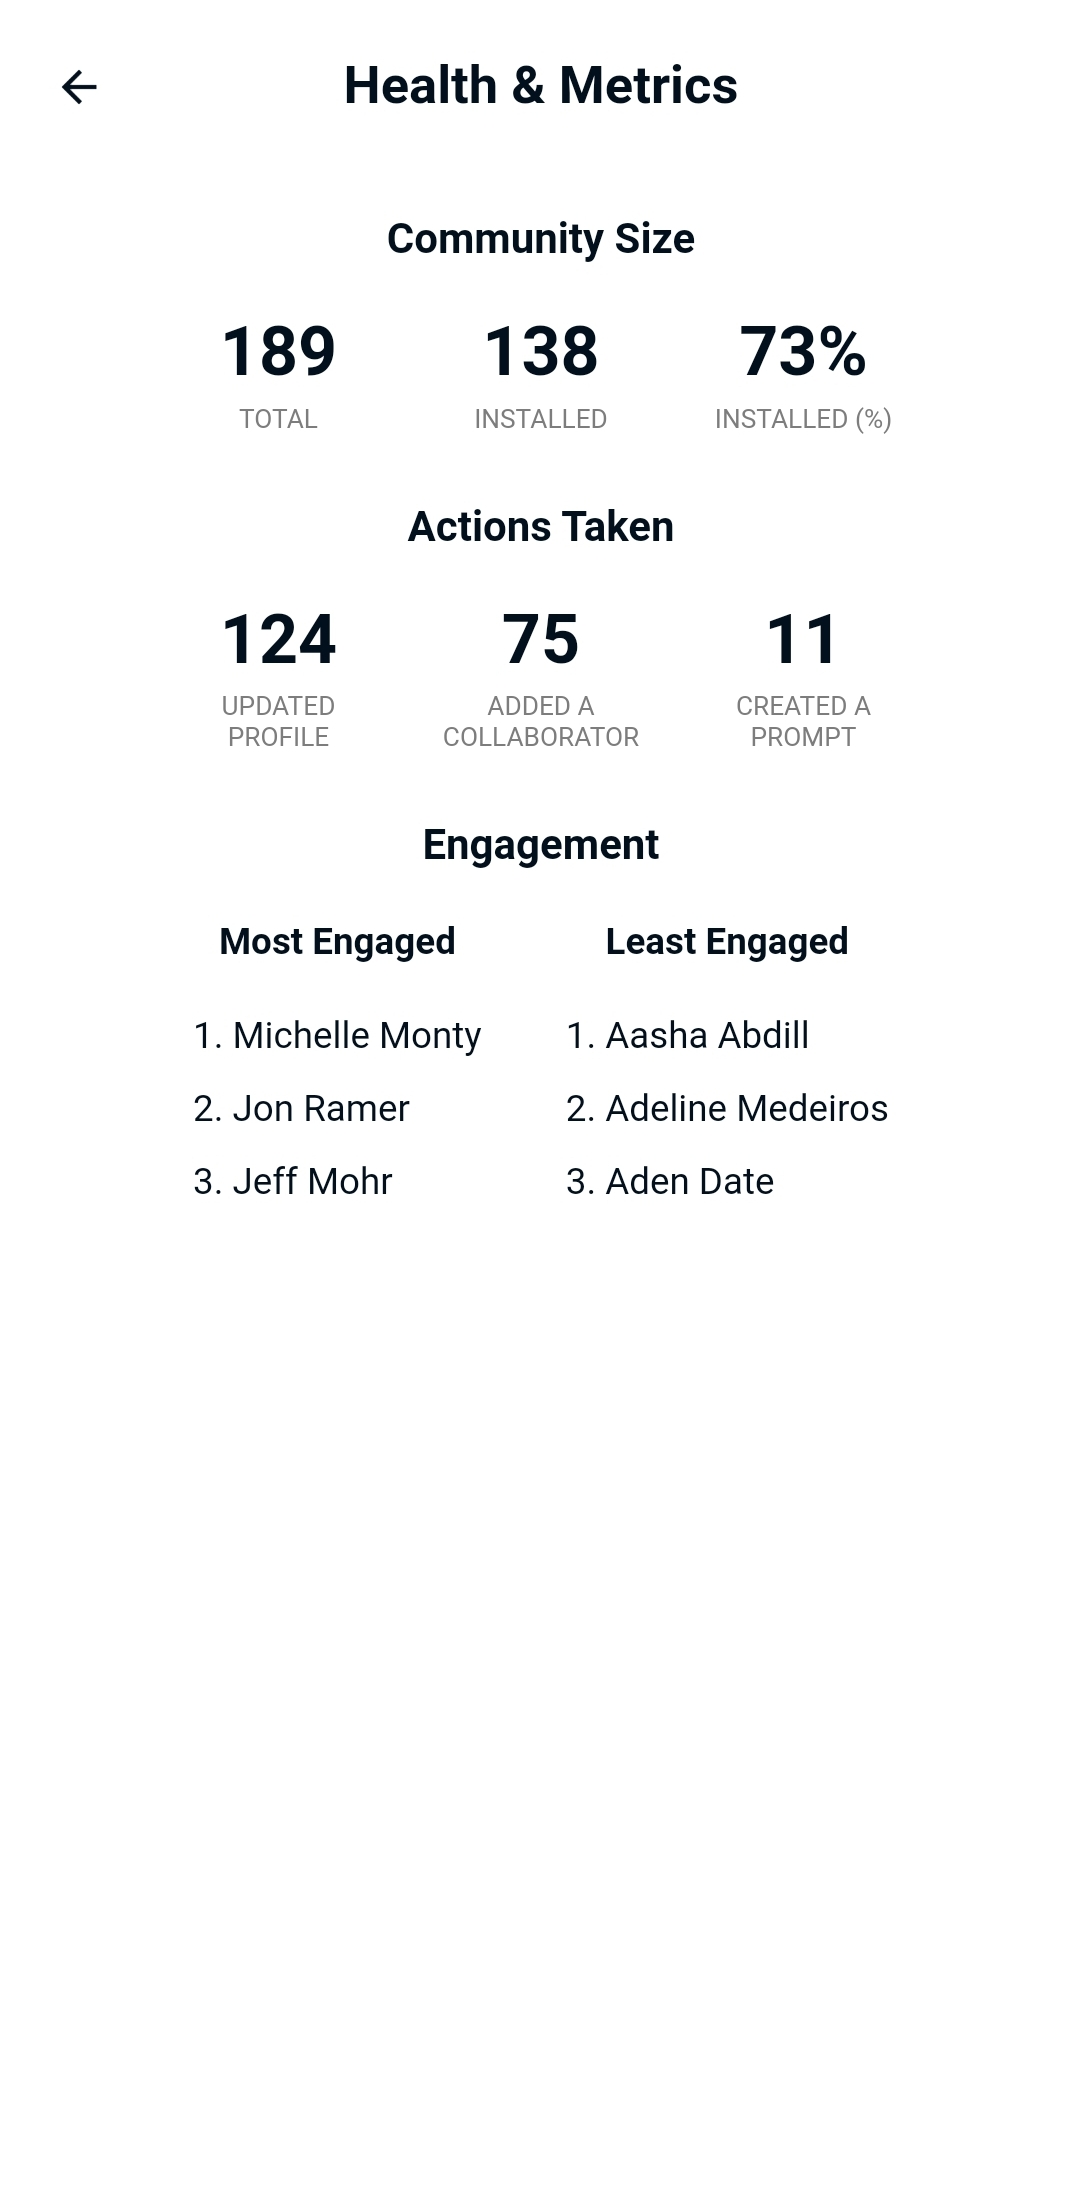 Health & Metrics
Community Size
189 138 73%
TOTAL INSTALLED INSTALLED (%)
Actions Taken
124 75 11
UPDATED ADDED A CREATED A
PROFILE COLLABORATOR PROMPT
Engagement
Most Engaged Least Engaged
1. Michelle Monty 1. Aasha Abdill
2. Jon Ramer 2. Adeline Medeiros
3. Jeff Mohr 3. Aden Date